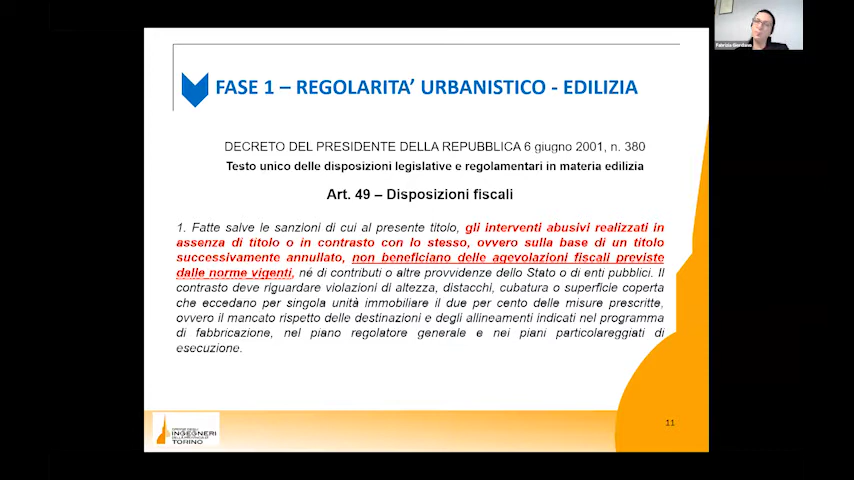 Fabrizio Giordano
FASE 1 – REGOLARITA’ URBANISTICO - EDILIZIA
DECRETO DEL PRESIDENTE DELLA REPUBBLICA 6 giugno 2001, n. 380
Testo unico delle disposizioni legislative e regolamentari in materia edilizia
Art. 49 – Disposizioni fiscali
1. Fatte salve le sanzioni di cui al presente titolo, gli interventi abusivi realizzati in
assenza di titolo o in contrasto con lo stesso, ovvero sulla base di un titolo
successivamente annullato, non beneficiano delle agevolazioni fiscali previste
dalle norme vigenti, né di contributi o altre provvidenze dello Stato o di enti pubblici. Il
contrasto deve riguardare violazioni di altezza, distacchi, cubatura o superficie coperta
che eccedano per singola unità immobiliare il due per cento delle misure prescritte,
ovvero il mancato rispetto delle destinazioni e degli allineamenti indicati nel programma
di fabbricazione, nel piano regolatore generale e nei piani particolareggiati di
esecuzione.
INGEGNERI
TORINO
11